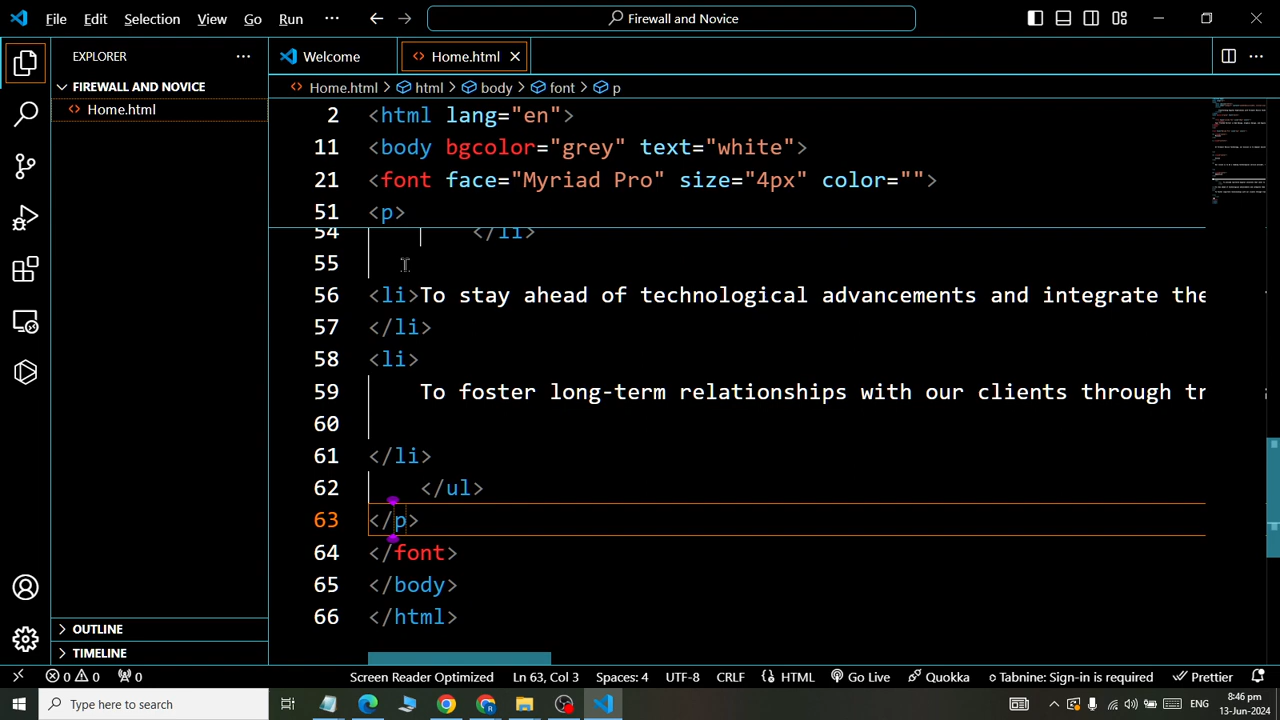 File Edit Selection View Go Run ··· Firewall and Novice
EXPLORER ···
FIREWALL AND NOVICE
Home.html
OUTLINE
TIMELINE
Welcome Home.html
Home.html html body font p
2 <html lang="en">
11 <body bgcolor="grey" text="white">
21 <font face="Myriad Pro" size="4px" color="">
51 <p>
54 </li>
55
56 <li>To stay ahead of technological advancements and integrate the
57 </li>
58 <li>
59 To foster long-term relationships with our clients through tr
60
61 </li>
62 </ul>
63 </p>
64 </font>
65 </body>
66 </html>
0 0 0 Screen Reader Optimized Ln 63, Col 3 Spaces: 4 UTF-8 CRLF HTML Go Live Quokka Tabnine: Sign-in is required Prettier
Type here to search ENG 8:46 pm
13-Jun-2024